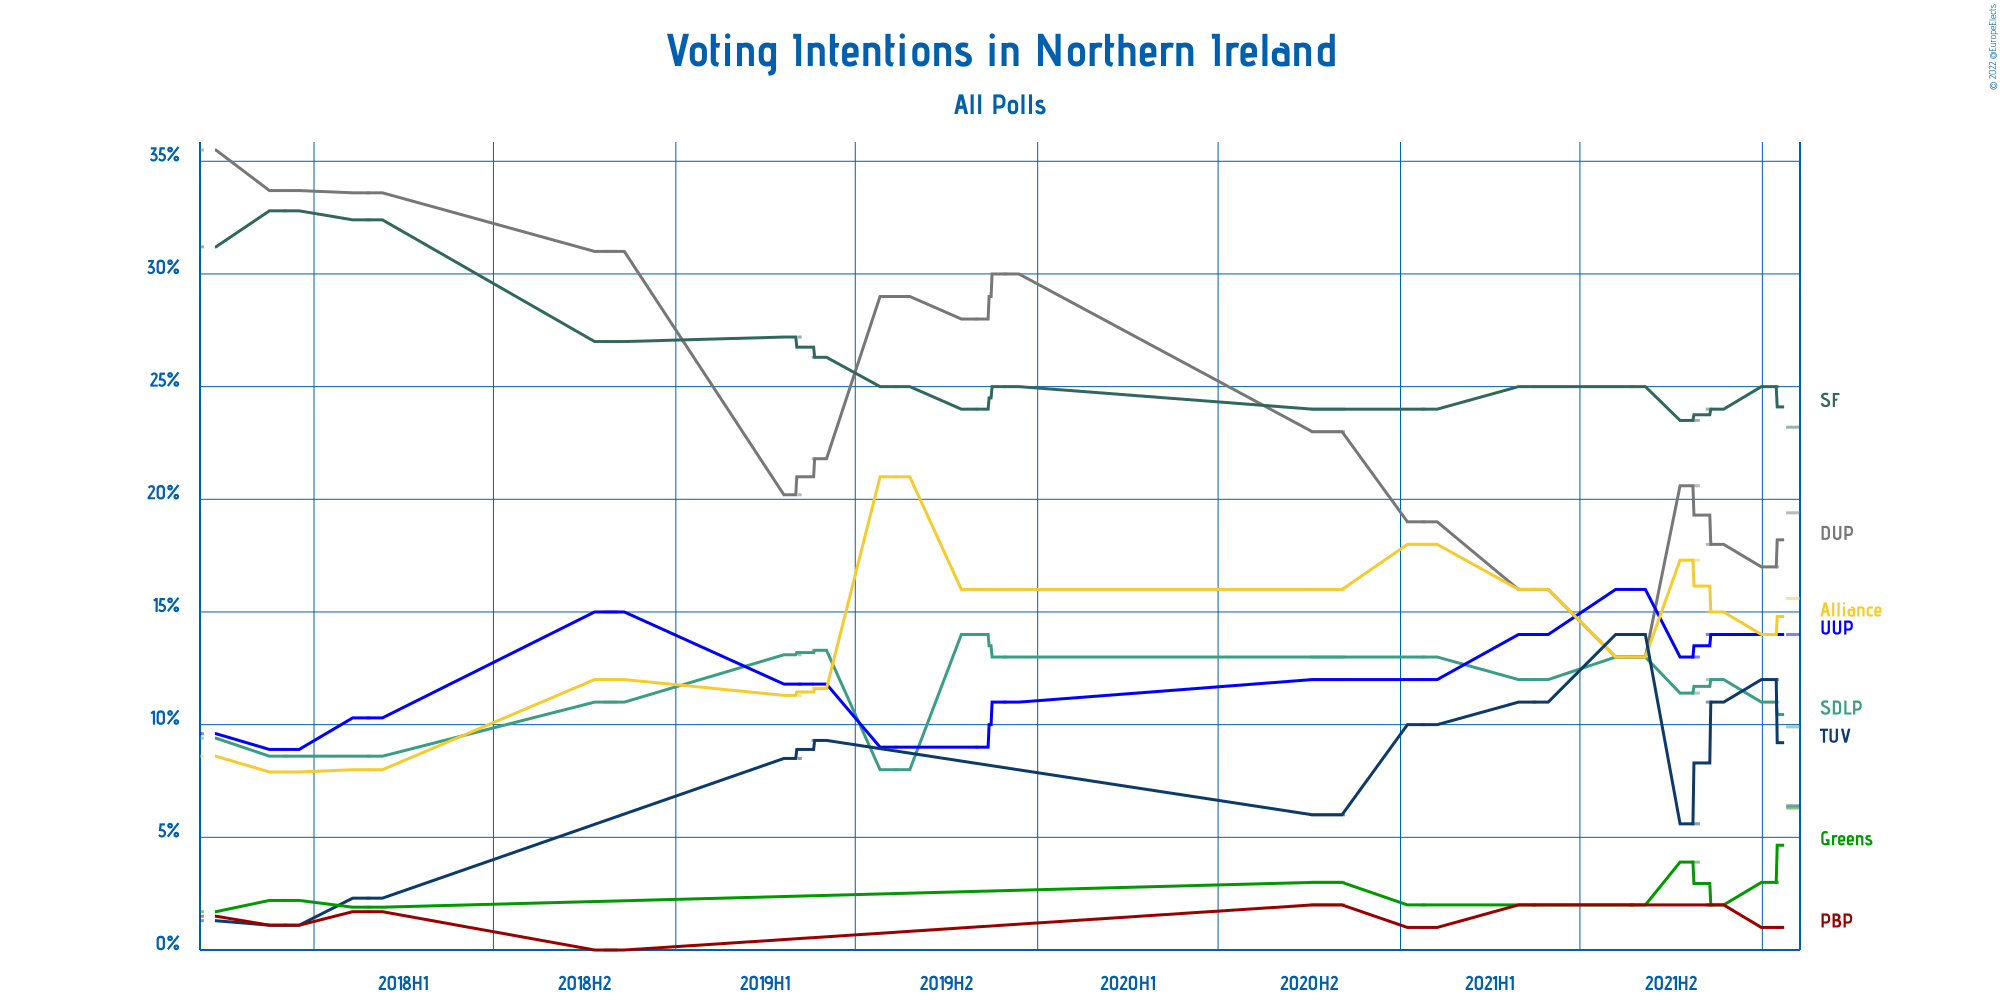 © 2022 @EuropeElects
Voting Intentions in Northern Ireland
All Polls
35%
30%
25%
20%
15%
10%
5%
0%
SF
DUP
Alliance
UUP
SDLP
TUV
Greens
PBP
2018H1 2018H2 2019H1 2019H2 2020H1 2020H2 2021H1 2021H2